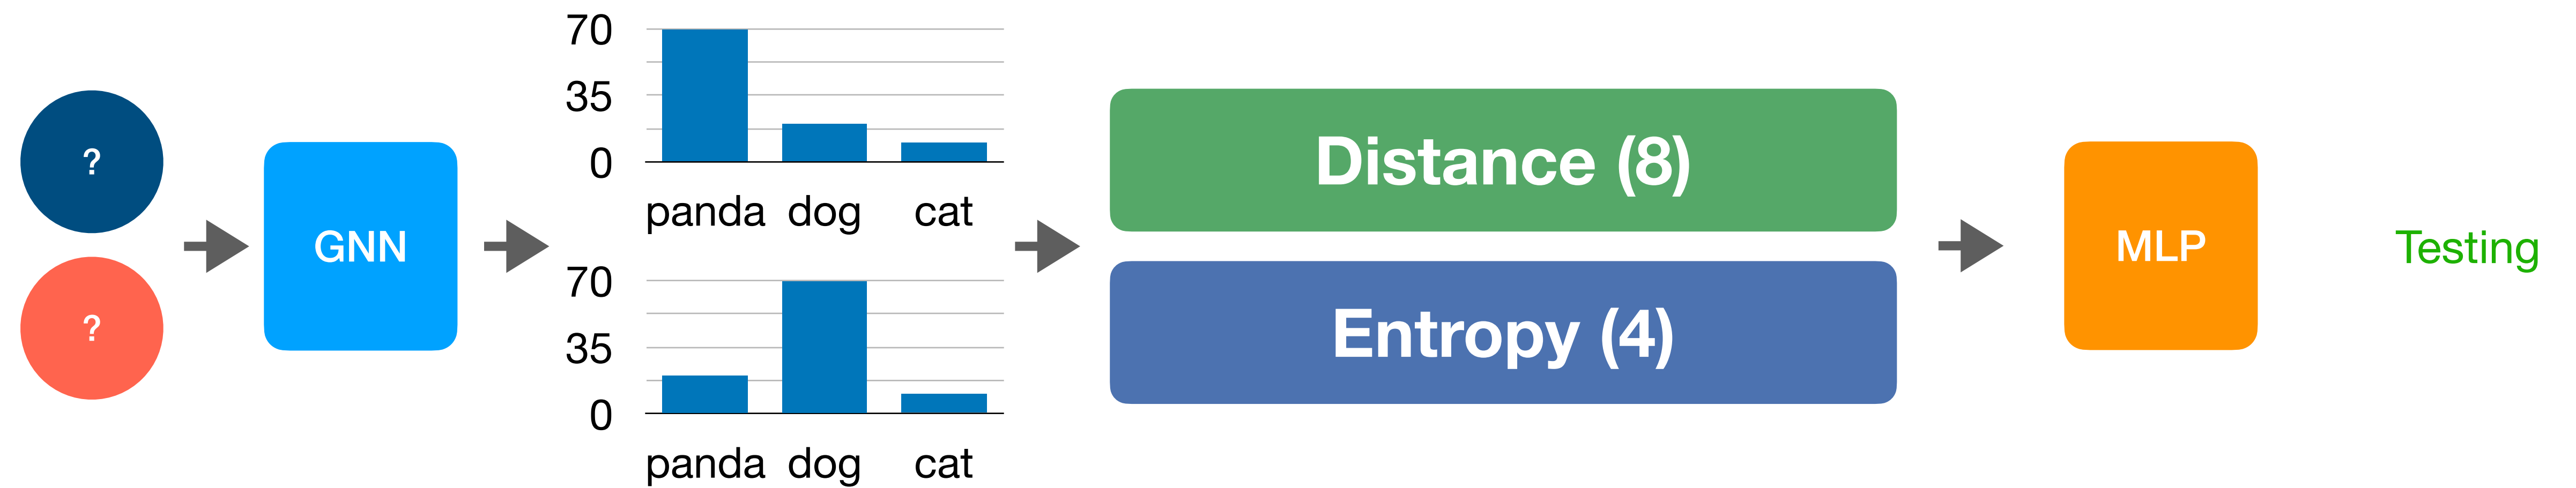 ?
?
GNN
70
35
0
panda dog cat
70
35
0
panda dog cat
Distance (8)
Entropy (4)
MLP
Testing